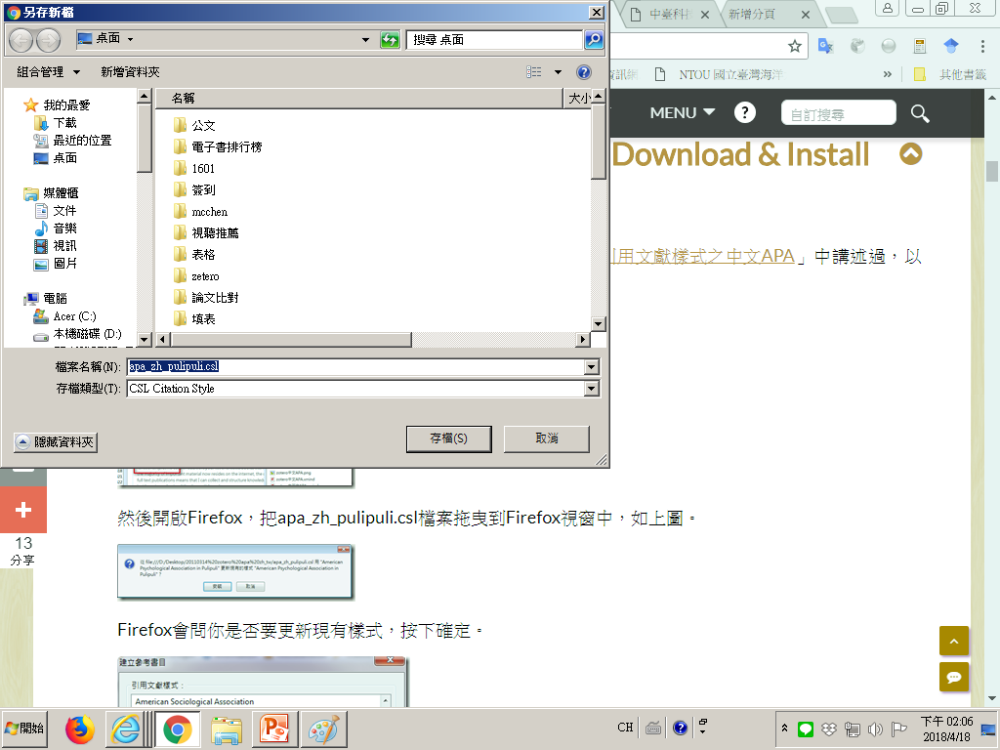 另存新檔
桌面
搜尋 桌面
組合管理
新增資料夾
我的最愛
下載
最近的位置
桌面
媒體櫃
文件
音樂
視訊
圖片
電腦
Acer (C:)
本機磁碟 (D:)
名稱
大小
公文
電子書排行榜
1601
簽到
mcchen
視聽推薦
表格
zetero
論文比對
填表
檔案名稱(N):
apa_zh_pulipuli.csl
存檔類型(T):
CSL Citation Style
隱藏資料夾
存檔(S)
取消
中臺科技
新增分頁
資訊網
NTOU 國立臺灣海洋
»
其他書籤
MENU
?
自訂搜尋
Download & Install
用文獻樣式之中文APA」中講述過，以
13
分享
然後開啟Firefox，把apa_zh_pulipuli.csl檔案拖曳到Firefox視窗中，如上圖。
Firefox會問你是否要更新現有樣式，按下確定。
建立參考書目
引用文獻樣式：
American Sociological Association
開始
CH
下午 02:06
2018/4/18